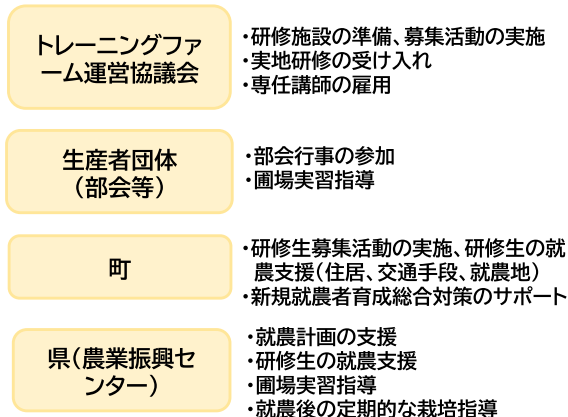 トレーニングファ
ーム運営協議会
・研修施設の準備、募集活動の実施
・実地研修の受け入れ
・専任講師の雇用
生産者団体
（部会等）
・部会行事の参加
・圃場実習指導
町
・研修生募集活動の実施、研修生の就
農支援（住居、交通手段、就農地）
・新規就農者育成総合対策のサポート
県（農業振興セ
ンター）
・就農計画の支援
・研修生の就農支援
・圃場実習指導
・就農後の定期的な栽培指導